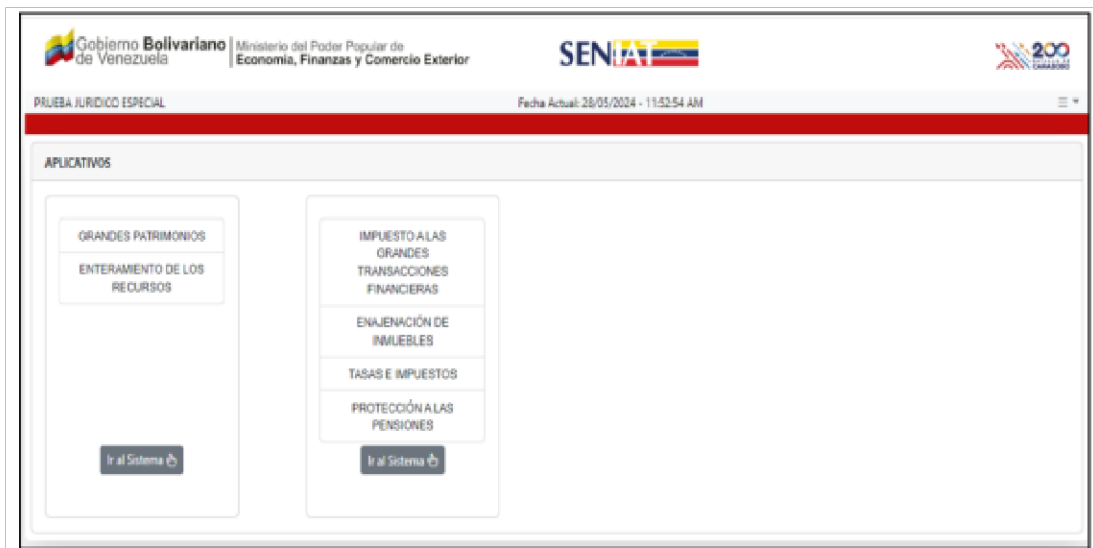 Gobierno Bolivariano
de Venezuela
Ministerio del Poder Popular de
Economía, Finanzas y Comercio Exterior
SENIAT
200
CARABOBO
PRUEBA JURIDICO ESPECIAL
Fecha Actual: 28/05/2024 - 11:52:54 AM
APLICATIVOS
GRANDES PATRIMONIOS
ENTERAMIENTO DE LOS
RECURSOS
Ir al Sistema
IMPUESTO A LAS
GRANDES
TRANSACCIONES
FINANCIERAS
ENAJENACIÓN DE
INMUEBLES
TASAS E IMPUESTOS
PROTECCIÓN A LAS
PENSIONES
Ir al Sistema